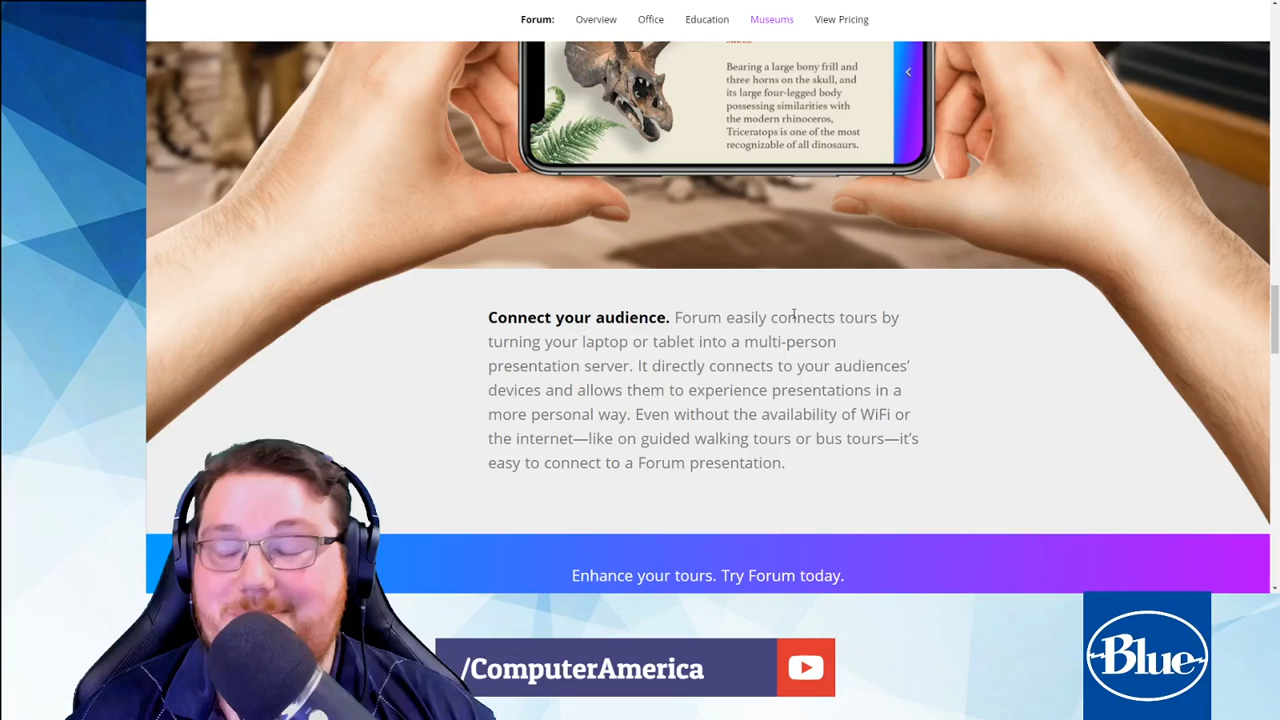 Forum: Overview Office Education Museums View Pricing
Bearing a large bony frill and
three horns on the skull, and
its large four-legged body
possessing similarities with
the modern rhinoceros,
Triceratops is one of the most
recognizable of all dinosaurs.
Connect your audience. Forum easily connects tours by
turning your laptop or tablet into a multi-person
presentation server. It directly connects to your audiences’
devices and allows them to experience presentations in a
more personal way. Even without the availability of WiFi or
the internet—like on guided walking tours or bus tours—it’s
easy to connect to a Forum presentation.
Enhance your tours. Try Forum today.
/ComputerAmerica
Blue